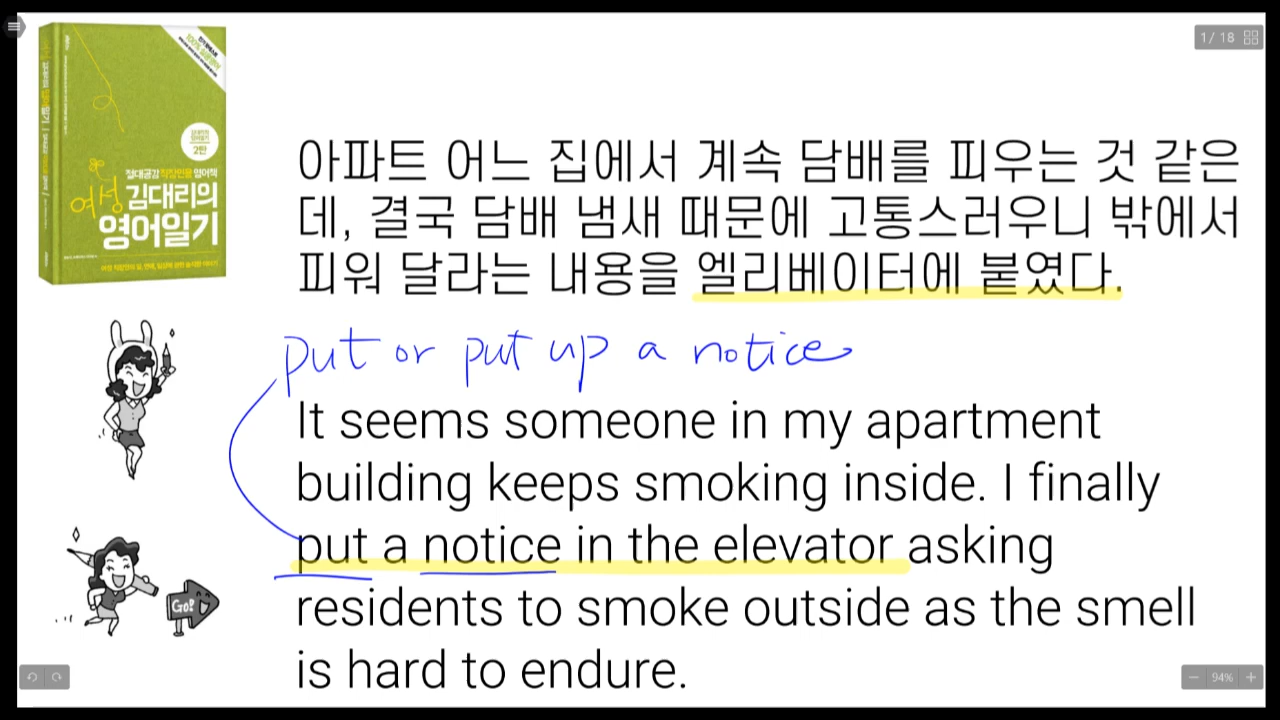 1 / 18
2탄
절대공감 직장인용 영어책
여성 김대리의
영어일기
아파트 어느 집에서 계속 담배를 피우는 것 같은
데, 결국 담배 냄새 때문에 고통스러우니 밖에서
피워 달라는 내용을 엘리베이터에 붙였다.
put or put up a notice
It seems someone in my apartment
building keeps smoking inside. I finally
put a notice in the elevator asking
residents to smoke outside as the smell
is hard to endure.
GO!
94%